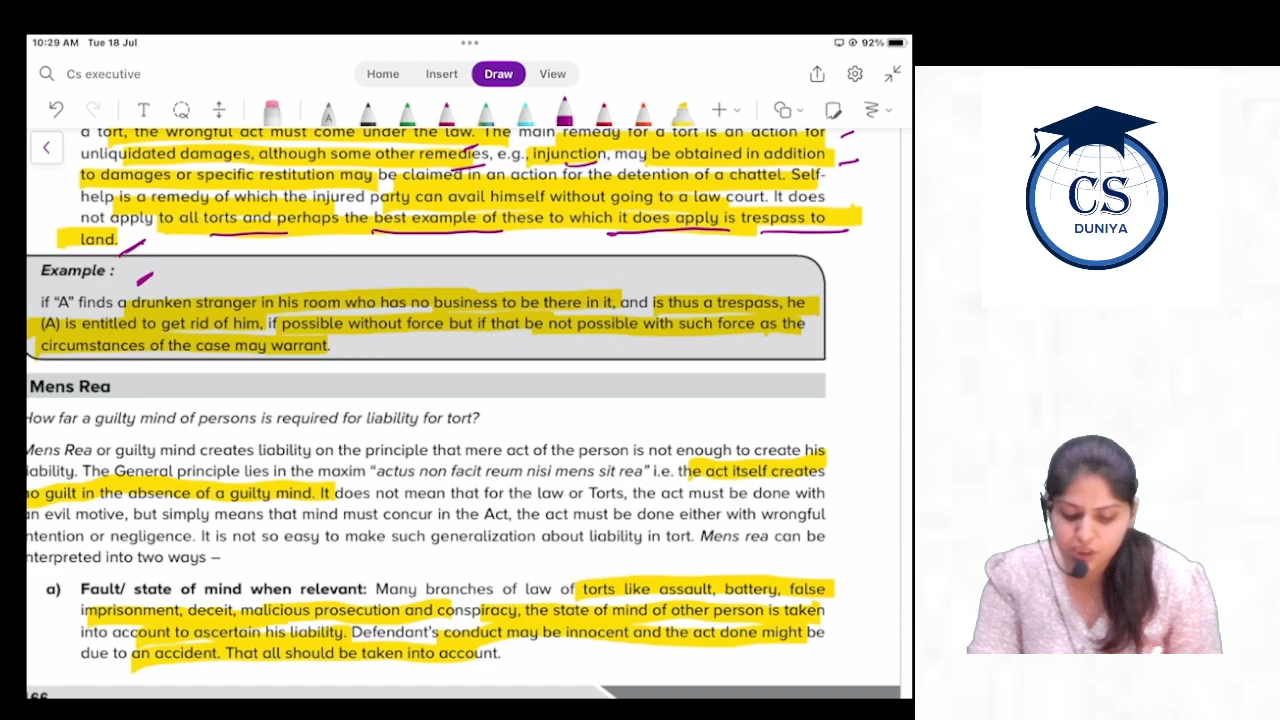 10:29 AM Tue 18 Jul
92%
Cs executive
Home Insert Draw View
a tort, the wrongful act must come under the law. The main remedy for a tort is an action for
unliquidated damages, although some other remedies, e.g., injunction, may be obtained in addition
to damages or specific restitution may be claimed in an action for the detention of a chattel. Self-
help is a remedy of which the injured party can avail himself without going to a law court. It does
not apply to all torts and perhaps the best example of these to which it does apply is trespass to
land.
Example :
if “A” finds a drunken stranger in his room who has no business to be there in it, and is thus a trespass, he
(A) is entitled to get rid of him, if possible without force but if that be not possible with such force as the
circumstances of the case may warrant.
Mens Rea
How far a guilty mind of persons is required for liability for tort?
Mens Rea or guilty mind creates liability on the principle that mere act of the person is not enough to create his
iability. The General principle lies in the maxim “actus non facit reum nisi mens sit rea” i.e. the act itself creates
no guilt in the absence of a guilty mind. It does not mean that for the law or Torts, the act must be done with
an evil motive, but simply means that mind must concur in the Act, the act must be done either with wrongful
ntention or negligence. It is not so easy to make such generalization about liability in tort. Mens rea can be
nterpreted into two ways –
a) Fault/ state of mind when relevant: Many branches of law of torts like assault, battery, false
imprisonment, deceit, malicious prosecution and conspiracy, the state of mind of other person is taken
into account to ascertain his liability. Defendant’s conduct may be innocent and the act done might be
due to an accident. That all should be taken into account.
CS
DUNIYA